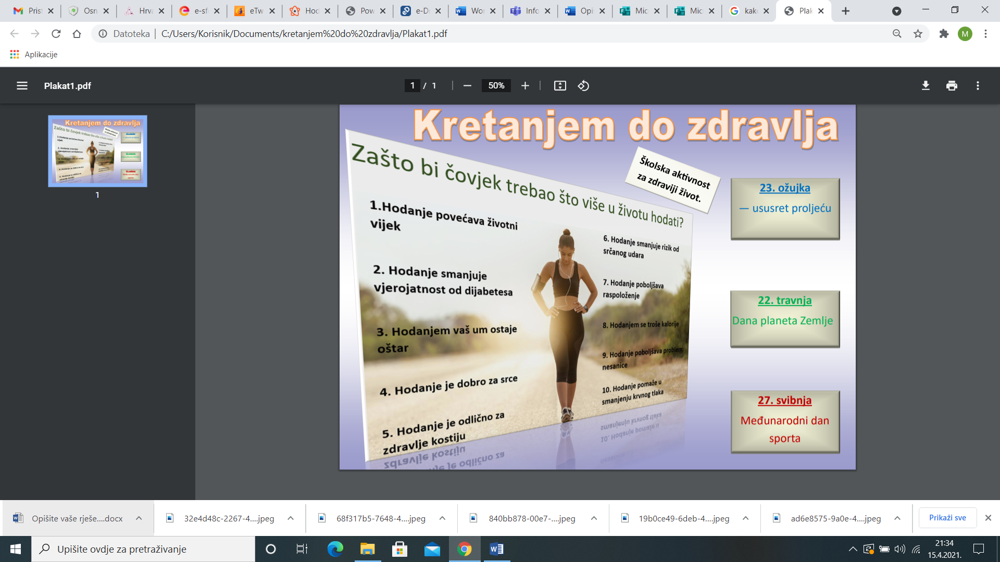 Pris
Osn
Hrva
e-sf
eTw
Hod
Pow
e-D
Wo
Info
Opi
Mic
Mic
kak
Plak
Datoteka
C:/Users/Korisnik/Documents/kretanjem%20do%20zdravlja/Plakat1.pdf
M
Aplikacije
Plakat1.pdf
1 / 1
50%
1
Kretanjem do zdravlja
Zašto bi čovjek trebao što više u životu hodati?
Školska aktivnost
za zdraviji život.
1.Hodanje povećava životni
vijek
2. Hodanje smanjuje
vjerojatnost od dijabetesa
3. Hodanjem vaš um ostaje
oštar
4. Hodanje je dobro za srce
5. Hodanje je odlično za
zdravlje kostiju
6. Hodanje smanjuje rizik od
srčanog udara
7. Hodanje poboljšava
raspoloženje
8. Hodanjem se troše kalorije
9. Hodanje poboljšava problem
nesanice
10. Hodanje pomaže u
smanjenju krvnog tlaka
23. ožujka
— ususret proljeću
22. travnja
Dana planeta Zemlje
27. svibnja
Međunarodni dan
sporta
Opišite vaše rješe....docx
32e4d48c-2267-4....jpeg
68f317b5-7648-4....jpeg
840bb878-00e7-....jpeg
19b0ce49-6deb-4....jpeg
ad6e8575-9a0e-4....jpeg
Prikaži sve
Upišite ovdje za pretraživanje
21:34
15.4.2021.